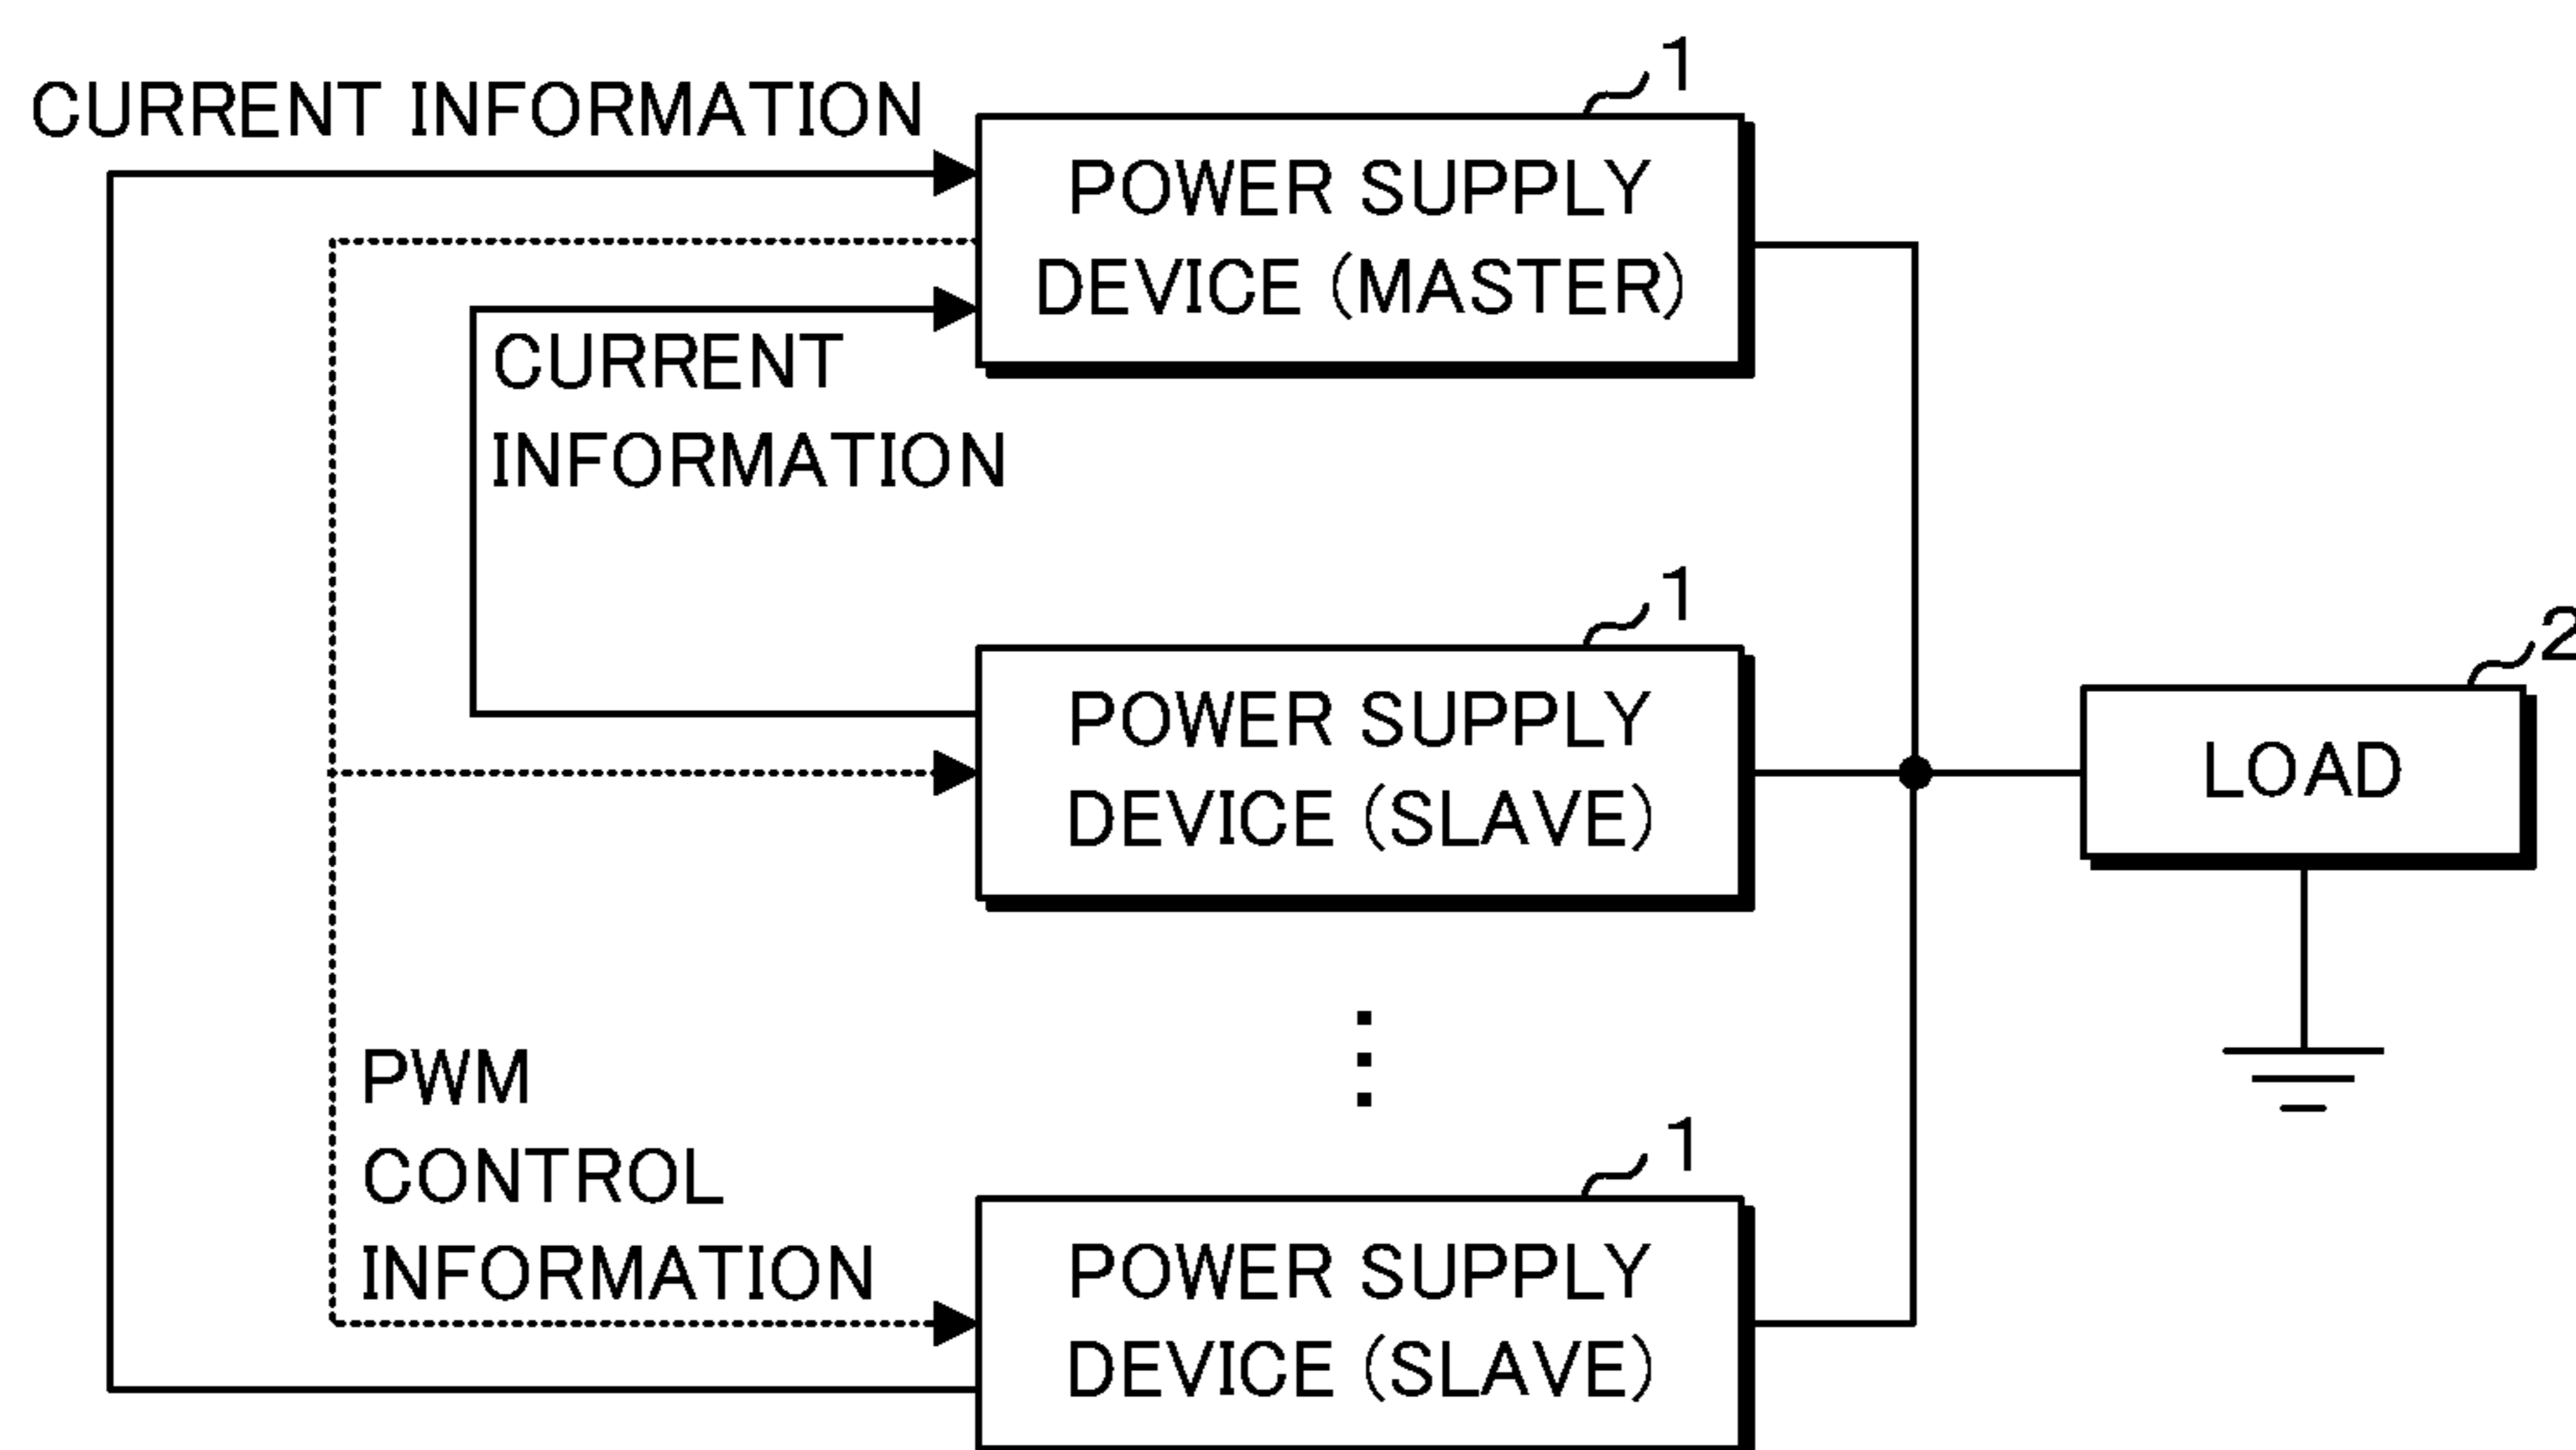 1
CURRENT INFORMATION
POWER SUPPLY
DEVICE (MASTER)
CURRENT
INFORMATION
1
POWER SUPPLY
DEVICE (SLAVE)
2
LOAD
PWM
CONTROL
INFORMATION
1
POWER SUPPLY
DEVICE (SLAVE)